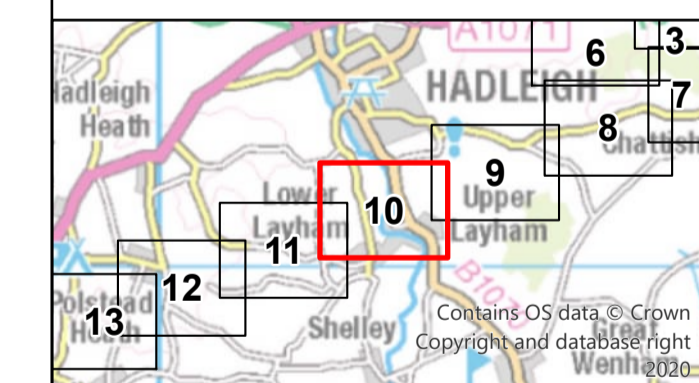 A1071
3
6
7
Hadleigh
Heath
HADLEIGH
8
Chattish
9
Upper
Layham
Lower
Layham
10
11
12
B1070
Polstead
Heath
13
Shelley
Contains OS data © Crown
Copyright and database right
2020
Great
Wenham